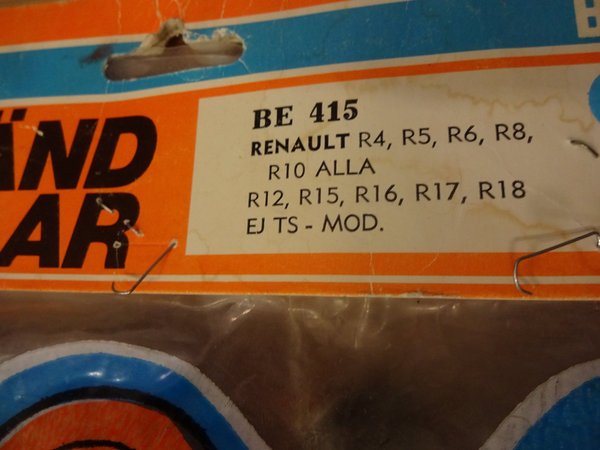 ÄND
AR
BE 415
RENAULT R4, R5, R6, R8,
R10 ALLA
R12, R15, R16, R17, R18
EJ TS - MOD.